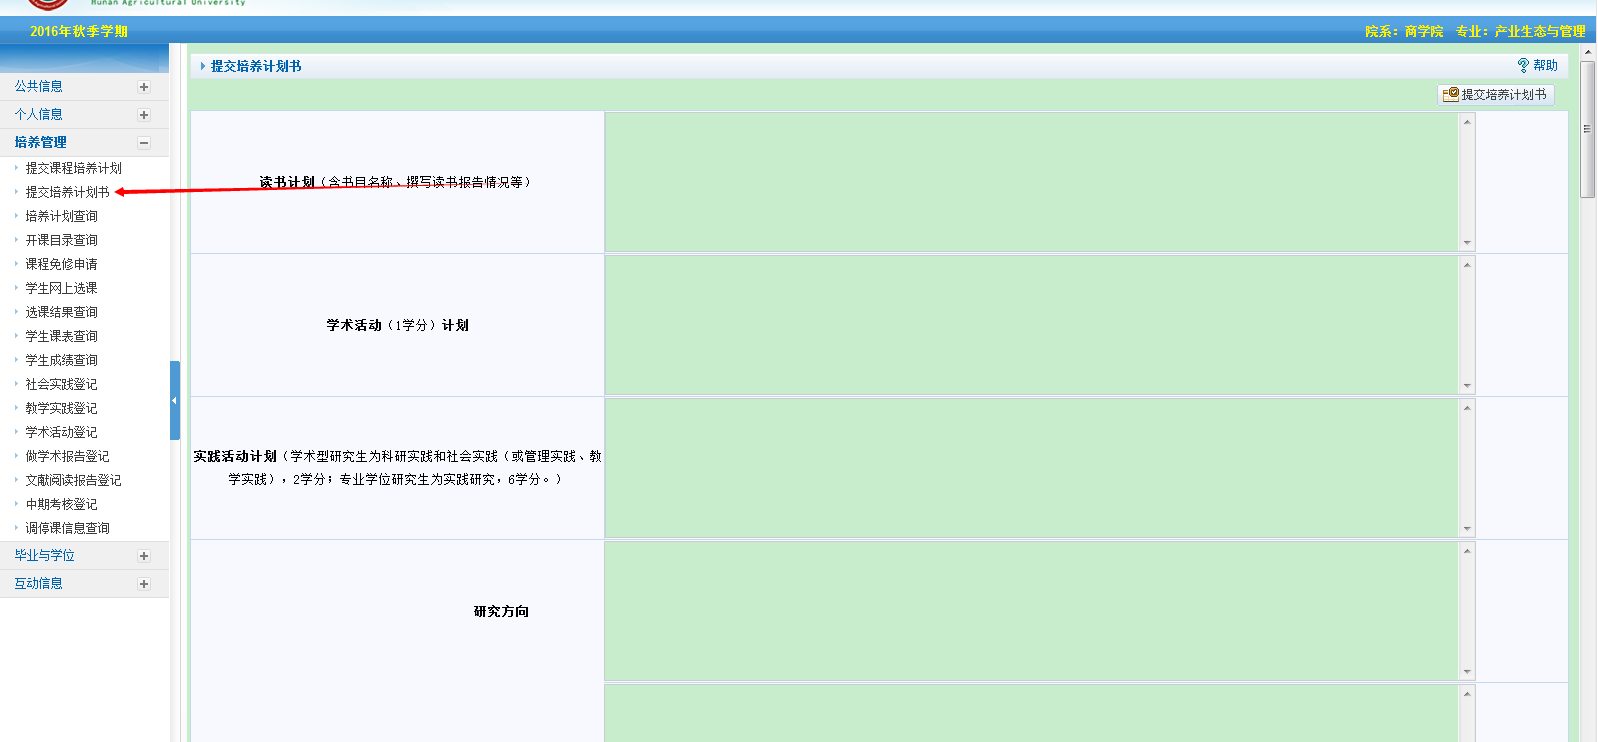 Hunan Agricultural University
2016年秋季学期
院系：商学院 专业：产业生态与管理
公共信息
个人信息
培养管理
提交课程培养计划
提交培养计划书
培养计划查询
开课目录查询
课程免修申请
学生网上选课
选课结果查询
学生课表查询
学生成绩查询
社会实践登记
教学实践登记
学术活动登记
做学术报告登记
文献阅读报告登记
中期考核登记
调停课信息查询
毕业与学位
互动信息
提交培养计划书
帮助
提交培养计划书
读书计划（含书目名称、撰写读书报告情况等）
学术活动（1学分）计划
实践活动计划（学术型研究生为科研实践和社会实践（或管理实践、教
学实践），2学分；专业学位研究生为实践研究，6学分。）
研究方向